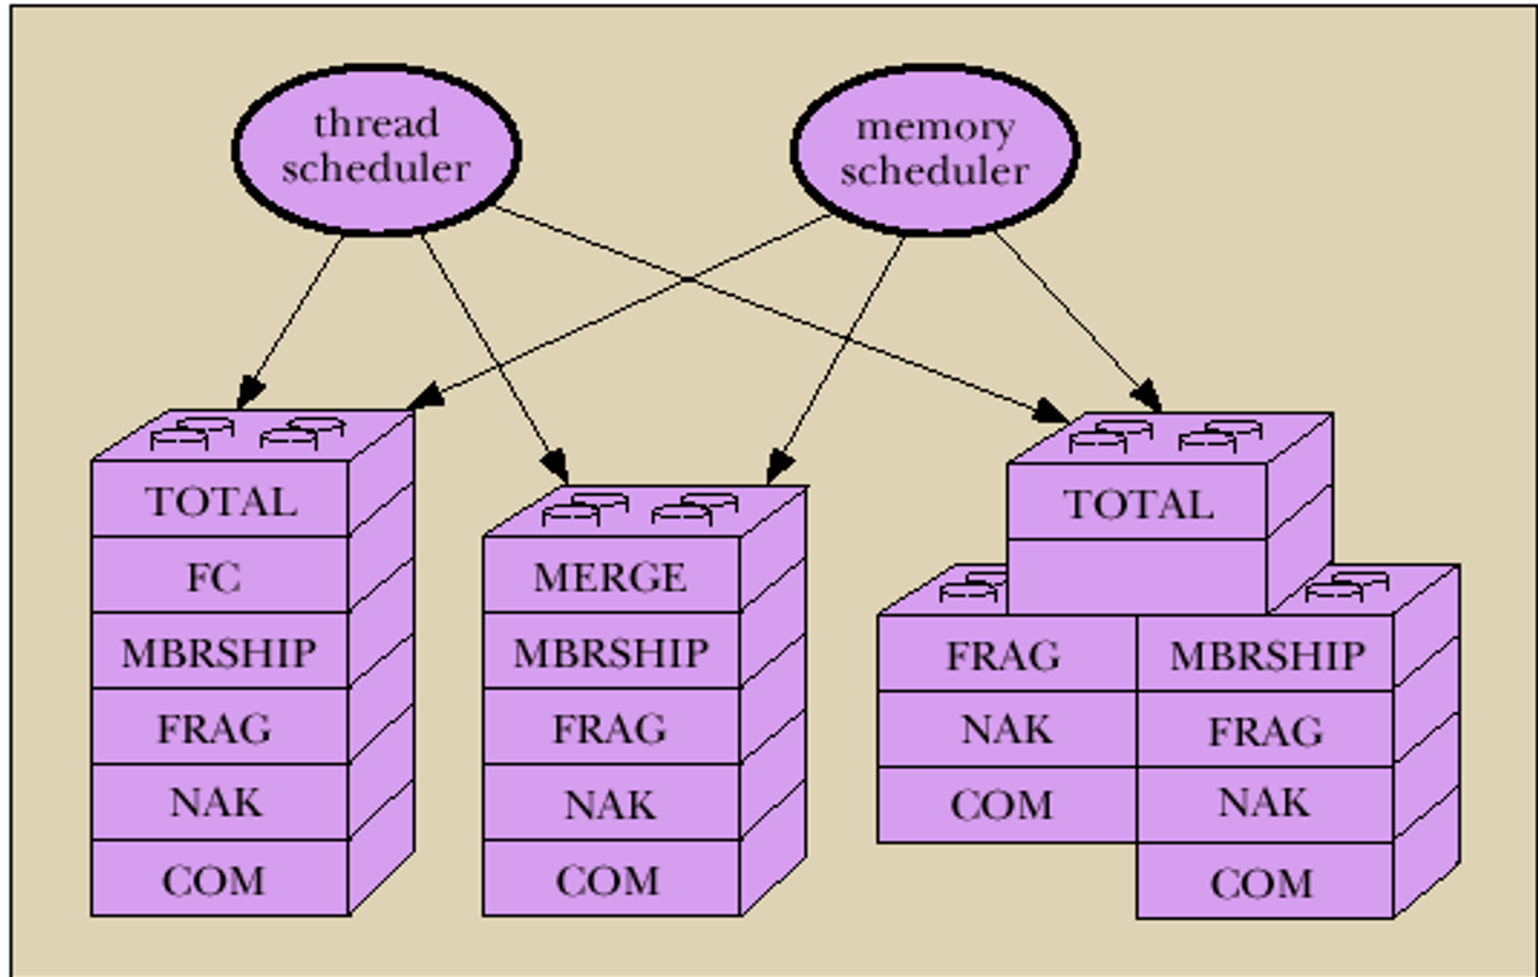 thread
scheduler
memory
scheduler
TOTAL
FC
MBRSHIP
FRAG
NAK
COM
MERGE
MBRSHIP
FRAG
NAK
COM
TOTAL
FRAG
NAK
COM
MBRSHIP
FRAG
NAK
COM